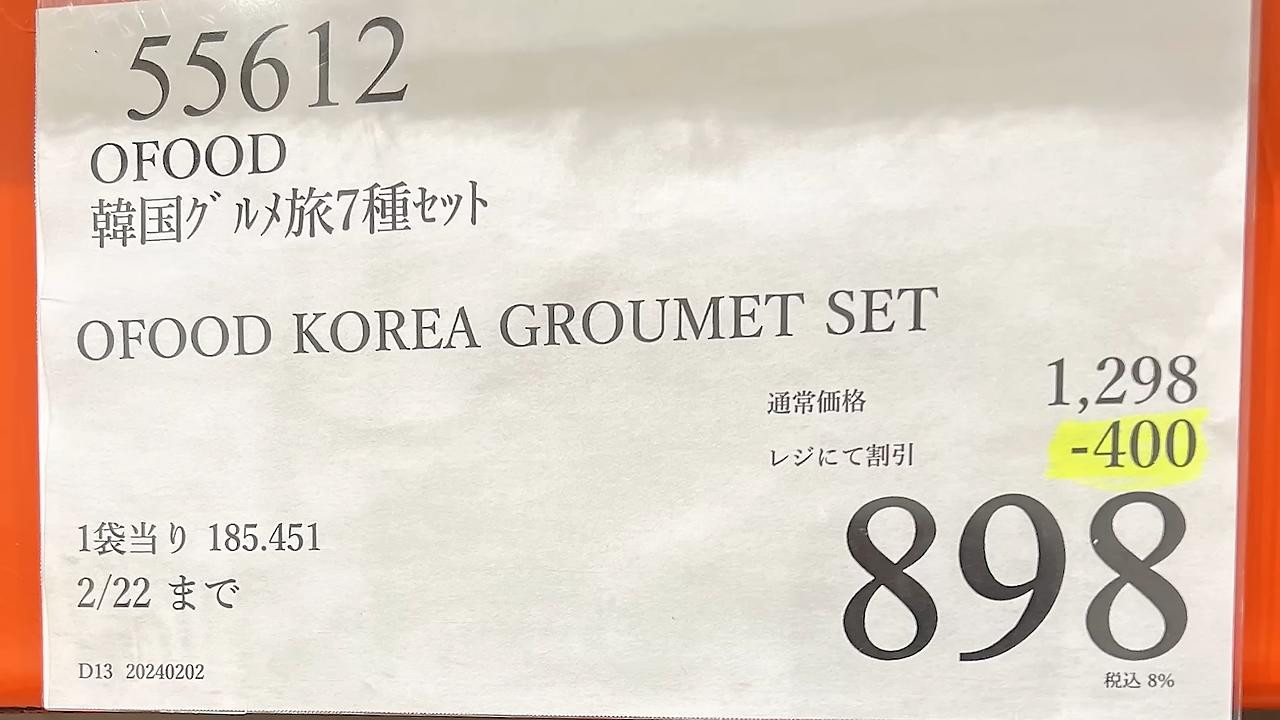 55612
OFOOD
韓国グルメ旅7種セット
OFOOD KOREA GROUMET SET
通常価格 1,298
レジにて割引 -400
898
1袋当り 185.451
2/22 まで
D13 20240202
税込 8%